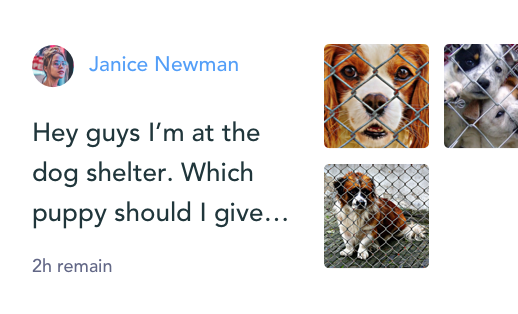 Janice Newman
Hey guys I’m at the
dog shelter. Which
puppy should I give…
2h remain